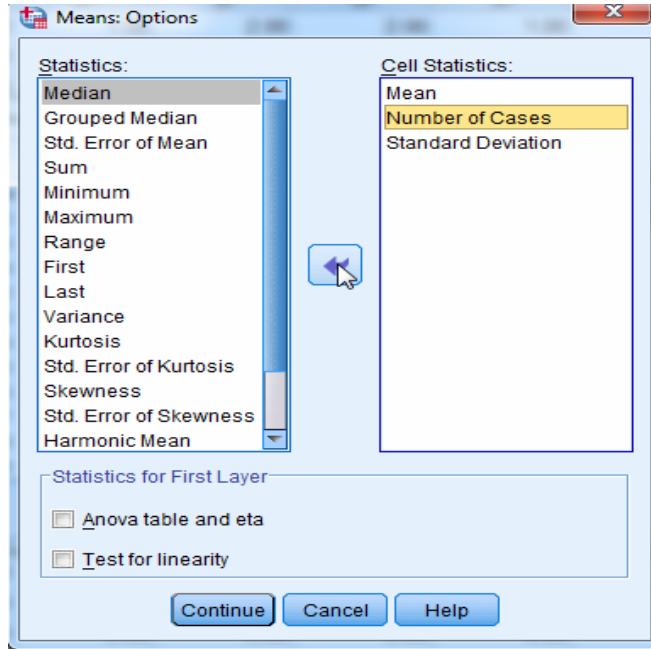 Means: Options
Statistics:
Median
Grouped Median
Std. Error of Mean
Sum
Minimum
Maximum
Range
First
Last
Variance
Kurtosis
Std. Error of Kurtosis
Skewness
Std. Error of Skewness
Harmonic Mean
Cell Statistics:
Mean
Number of Cases
Standard Deviation
Statistics for First Layer
Anova table and eta
Test for linearity
Continue Cancel Help